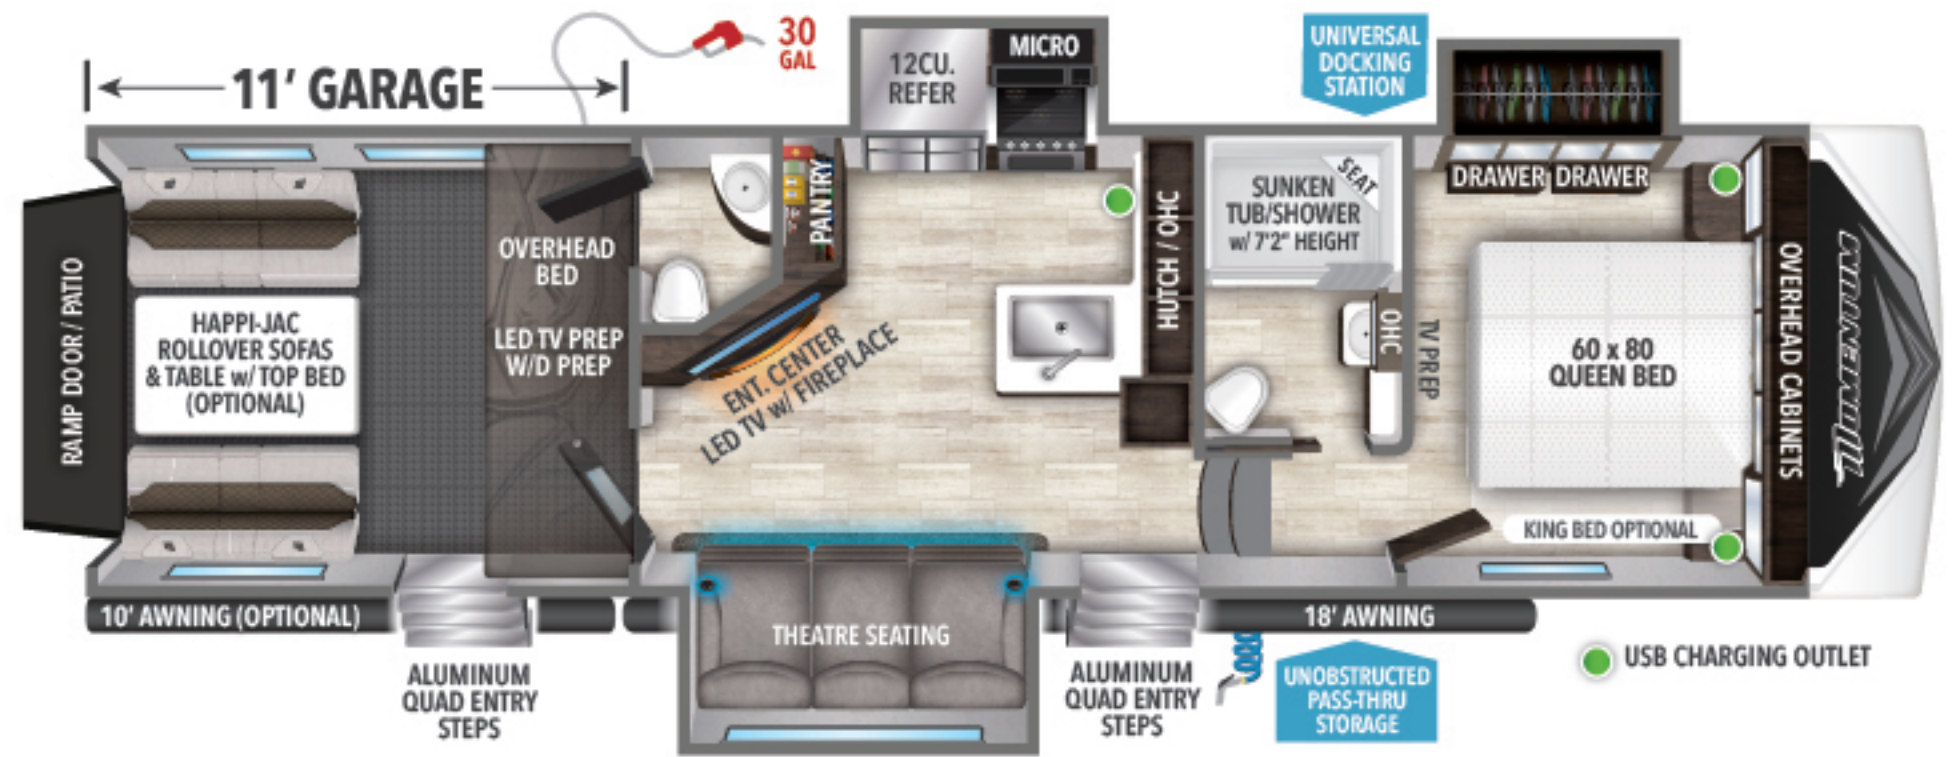 11' GARAGE
30
GAL
12CU.
REFER
MICRO
UNIVERSAL
DOCKING
STATION
RAMP DOOR / PATIO
HAPPI-JAC
ROLLOVER SOFAS
& TABLE w/ TOP BED
(OPTIONAL)
OVERHEAD
BED
LED TV PREP
W/D PREP
PANTRY
ENT. CENTER
LED TV w/ FIREPLACE
HUTCH / OHC
SUNKEN
TUB/SHOWER
w/ 7'2" HEIGHT
SEAT
OHC
TV PREP
DRAWER DRAWER
60 x 80
QUEEN BED
OVERHEAD CABINETS
MOMENTUM
KING BED OPTIONAL
10' AWNING (OPTIONAL)
THEATRE SEATING
18' AWNING
ALUMINUM
QUAD ENTRY
STEPS
ALUMINUM
QUAD ENTRY
STEPS
UNOBSTRUCTED
PASS-THRU
STORAGE
USB CHARGING OUTLET